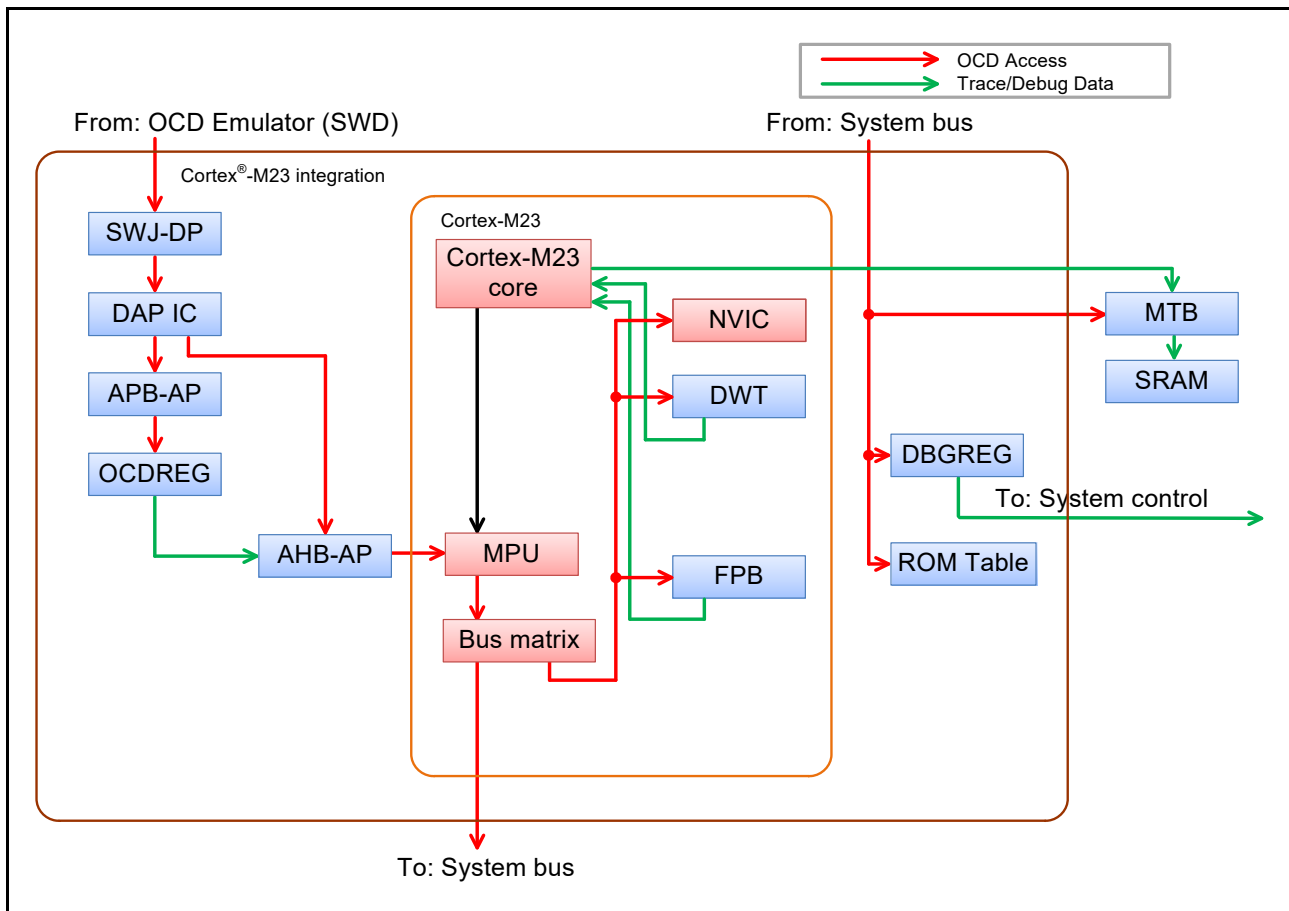 OCD Access
Trace/Debug Data
From: OCD Emulator (SWD)
From: System bus
Cortex®-M23 integration
SWJ-DP
DAP IC
APB-AP
OCDREG
AHB-AP
Cortex-M23
Cortex-M23
core
NVIC
DWT
MPU
FPB
Bus matrix
MTB
SRAM
DBGREG
To: System control
ROM Table
To: System bus